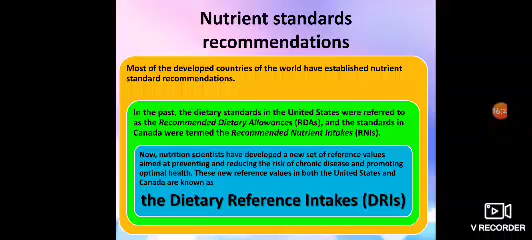 Nutrient standards
recommendations
Most of the developed countries of the world have established nutrient
standard recommendations.
In the past, the dietary standards in the United States were referred to
as the Recommended Dietary Allowances (RDAs), and the standards in
Canada were termed the Recommended Nutrient Intakes (RNIs).
Now, nutrition scientists have developed a new set of reference values
aimed at preventing and reducing the risk of chronic disease and promoting
optimal health. These new reference values in both the United States and
Canada are known as
the Dietary Reference Intakes (DRIs)
V RECORDER